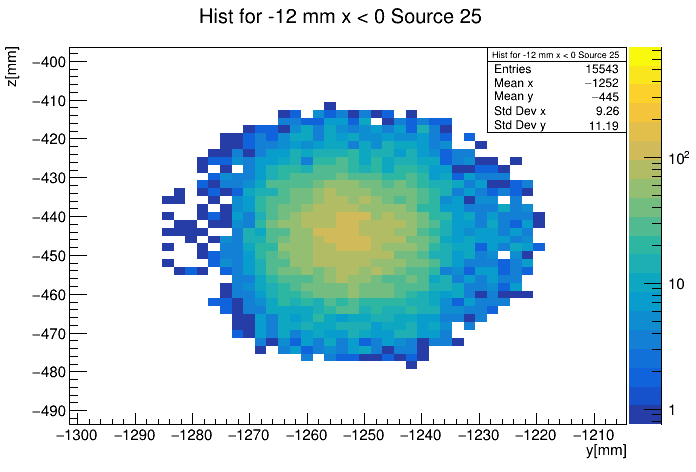 Hist for -12 mm x < 0 Source 25
z[mm]
Hist for -12 mm x < 0 Source 25
Entries 15543
Mean x −1252
Mean y −445
Std Dev x 9.26
Std Dev y 11.19
−400
−410
−420
−430
−440
−450
−460
−470
−480
−490
−1300 −1290 −1280 −1270 −1260 −1250 −1240 −1230 −1220 −1210
y[mm]
10²
10
1